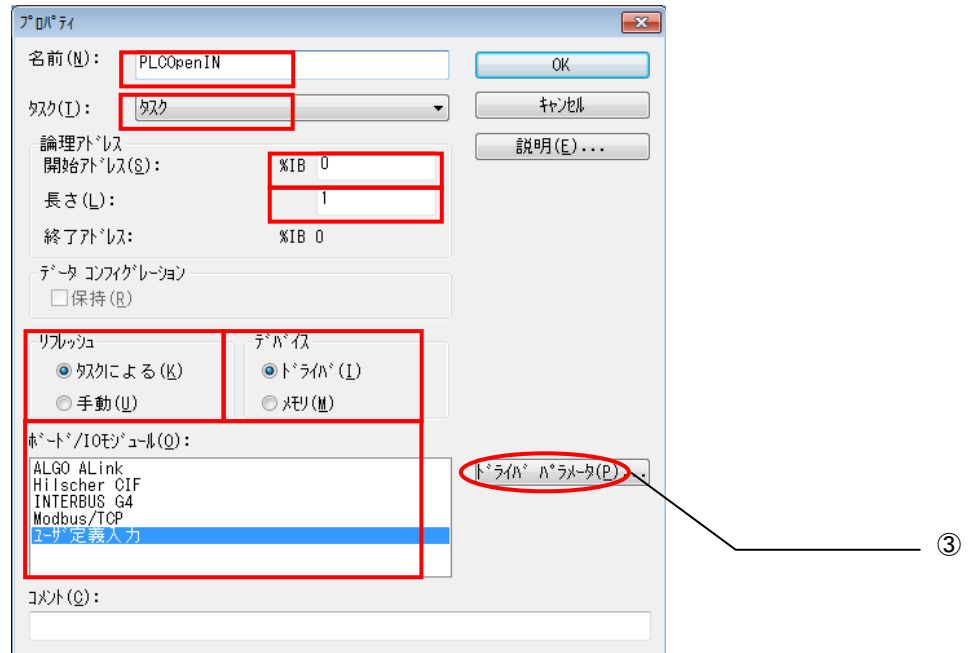 ﾌﾟﾛﾊﾟﾃｨ
名前(N): PLCOpenIN
OK
ﾀｽｸ(T): ﾀｽｸ
ｷｬﾝｾﾙ
説明(E)...
論理ｱﾄﾞﾚｽ
開始ｱﾄﾞﾚｽ(S): %IB 0
長さ(L): 1
終了ｱﾄﾞﾚｽ: %IB 0
ﾃﾞｰﾀ ｺﾝﾌｨｸﾞﾚｰｼｮﾝ
保持(R)
ﾘﾌﾚｯｼｭ
ﾀｽｸによる(K)
手動(U)
ﾃﾞﾊﾞｲｽ
ﾄﾞﾗｲﾊﾞ(I)
ﾒﾓﾘ(M)
ﾎﾞｰﾄﾞ/IOﾓｼﾞｭｰﾙ(O):
ALGO ALink
Hilscher CIF
INTERBUS G4
Modbus/TCP
ﾕｰｻﾞ定義入力
ﾄﾞﾗｲﾊﾞ ﾊﾟﾗﾒｰﾀ(P)...
③
ｺﾒﾝﾄ(C):